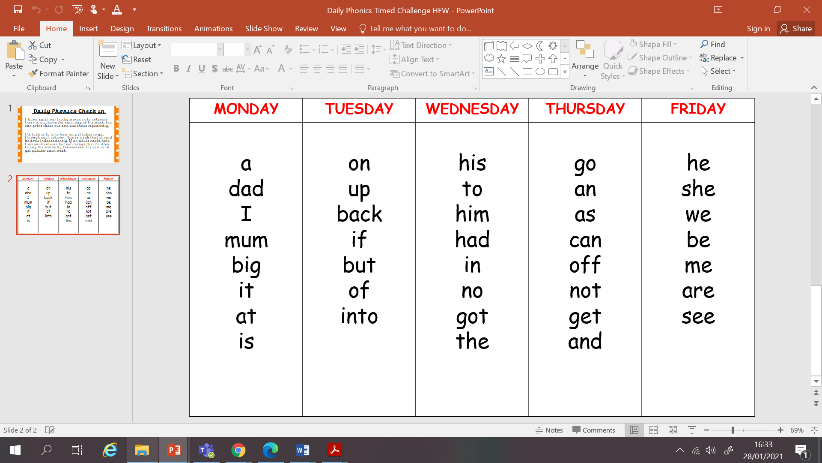 Daily Phonics Timed Challenge HFW - PowerPoint
File Home Insert Design Transitions Animations Slide Show Review View Tell me what you want to do... Sign in Share
Paste
Cut
Copy
Format Painter
Clipboard
New Slide
Layout
Reset
Section
Slides
B I U S abc AV Aa A
Font
Paragraph
Text Direction
Align Text
Convert to SmartArt
Arrange
Quick Styles
Shape Fill
Shape Outline
Shape Effects
Drawing
Find
Replace
Select
Editing
1
Daily Phonics Check in
2
MONDAY TUESDAY WEDNESDAY THURSDAY FRIDAY
a on his go he
dad up to an she
I back him as we
mum if had can be
big but in off me
it of no not are
at into got get see
is the and
Slide 2 of 2 Notes Comments 69%
16:33
28/01/2021